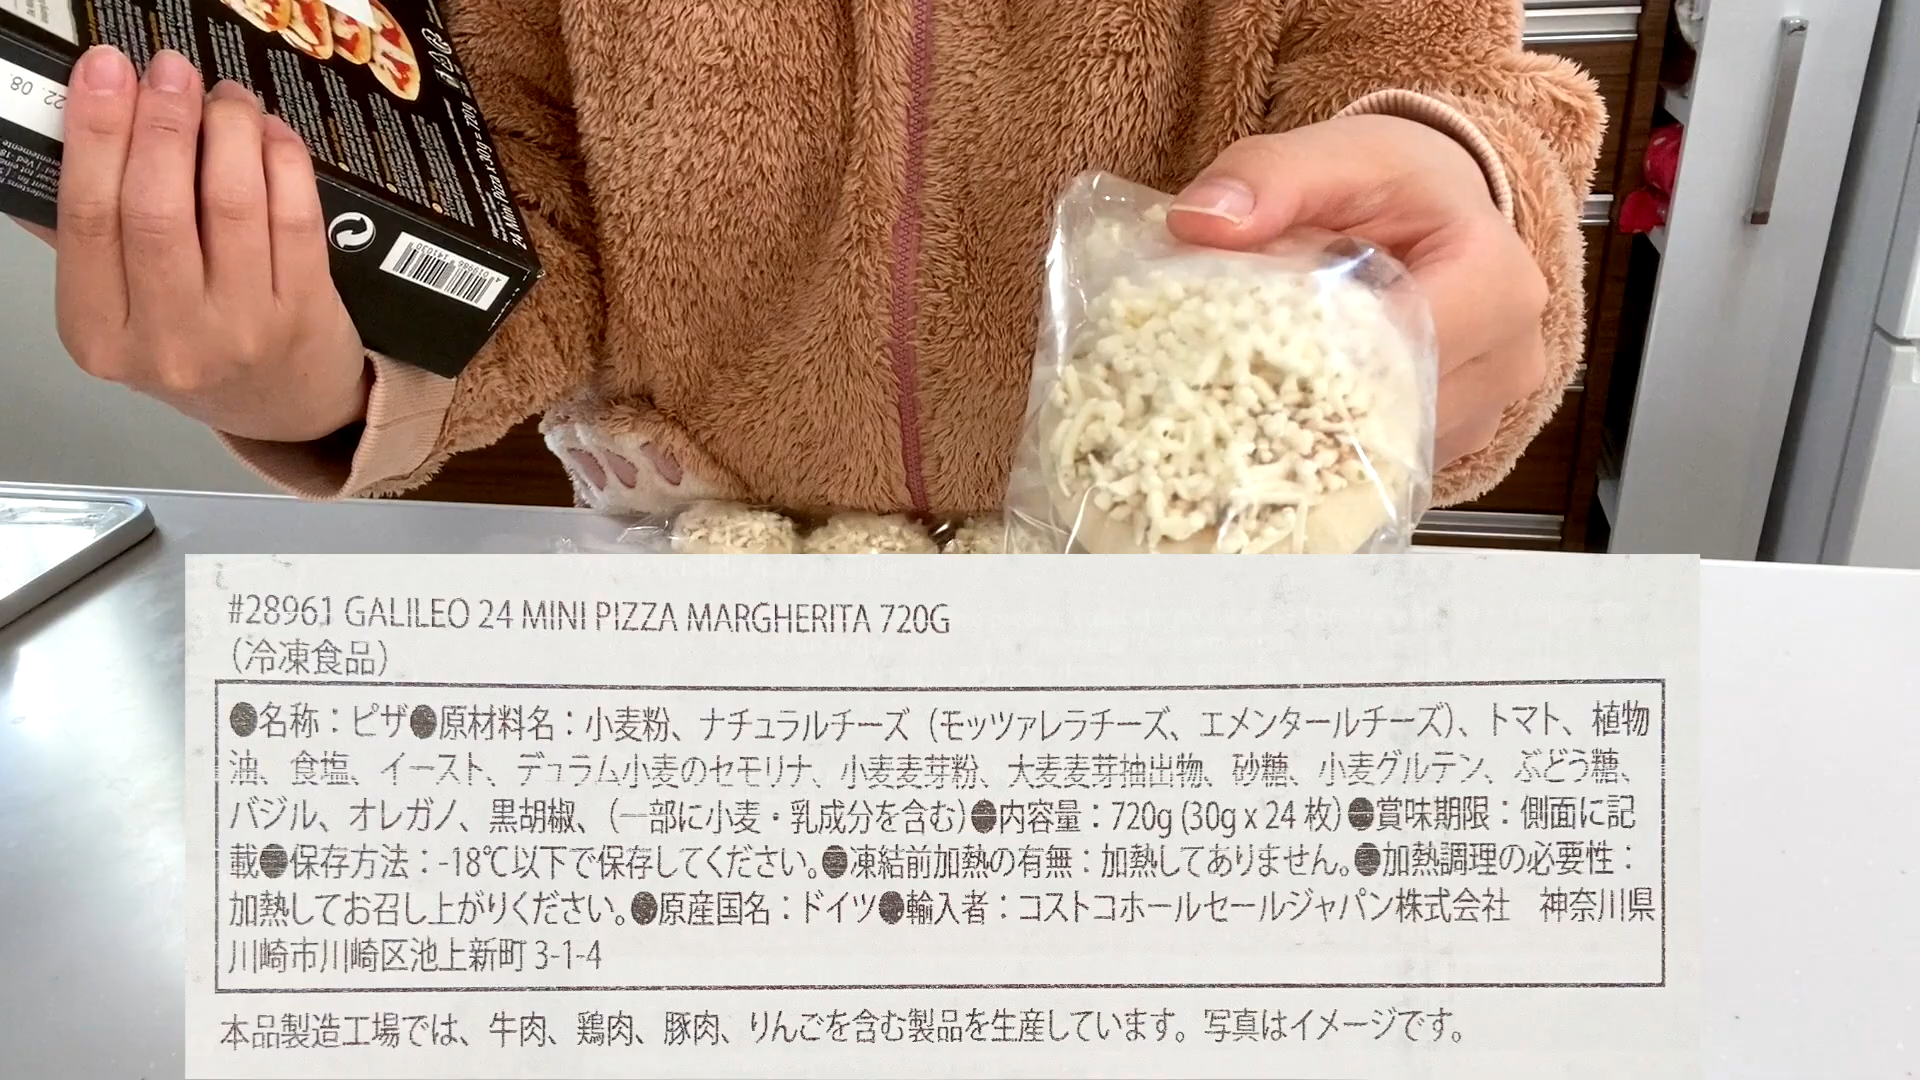 22. 08.
24 Mini Pizza x 30g = 720g
#28961 GALILEO 24 MINI PIZZA MARGHERITA 720G
（冷凍食品）
●名称：ピザ●原材料名：小麦粉、ナチュラルチーズ（モッツァレラチーズ、エメンタールチーズ）、トマト、植物
油、食塩、イースト、デュラム小麦のセモリナ、小麦麦芽粉、大麦麦芽抽出物、砂糖、小麦グルテン、ぶどう糖、
バジル、オレガノ、黒胡椒、（一部に小麦・乳成分を含む）●内容量：720g (30g x 24 枚)●賞味期限：側面に記
載●保存方法：-18℃以下で保存してください。●凍結前加熱の有無：加熱してありません。●加熱調理の必要性：
加熱してお召し上がりください。●原産国名：ドイツ●輸入者：コストコホールセールジャパン株式会社　神奈川県
川崎市川崎区池上新町 3-1-4
本品製造工場では、牛肉、鶏肉、豚肉、りんごを含む製品を生産しています。写真はイメージです。